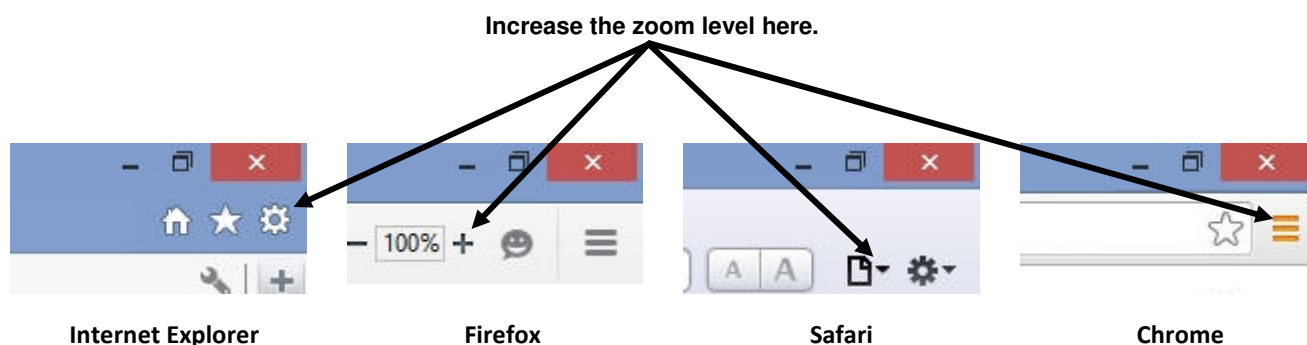 Increase the zoom level here.
100%
A A
Internet Explorer
Firefox
Safari
Chrome